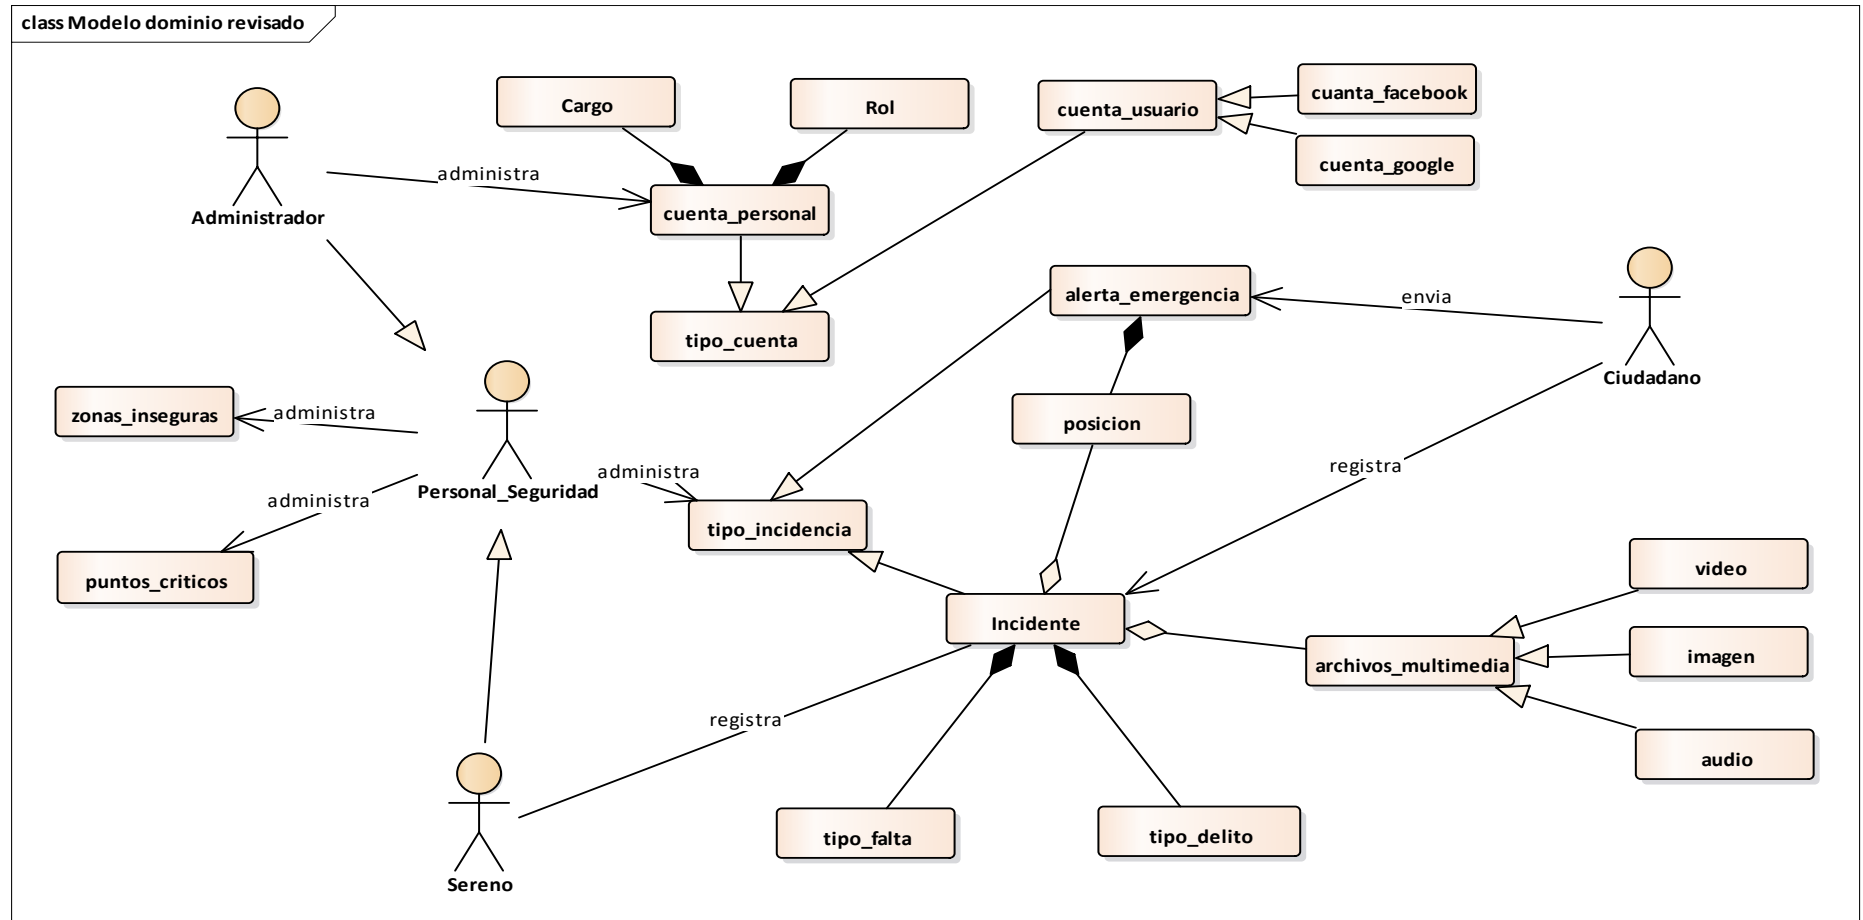 class Modelo dominio revisado
Cargo
Rol
cuenta_usuario
cuanta_facebook
cuenta_google
administra
Administrador
cuenta_personal
tipo_cuenta
alerta_emergencia
envia
Ciudadano
zonas_inseguras
administra
posicion
administra
Personal_Seguridad
administra
registra
tipo_incidencia
puntos_criticos
Incidente
video
archivos_multimedia
imagen
audio
registra
tipo_falta
tipo_delito
Sereno